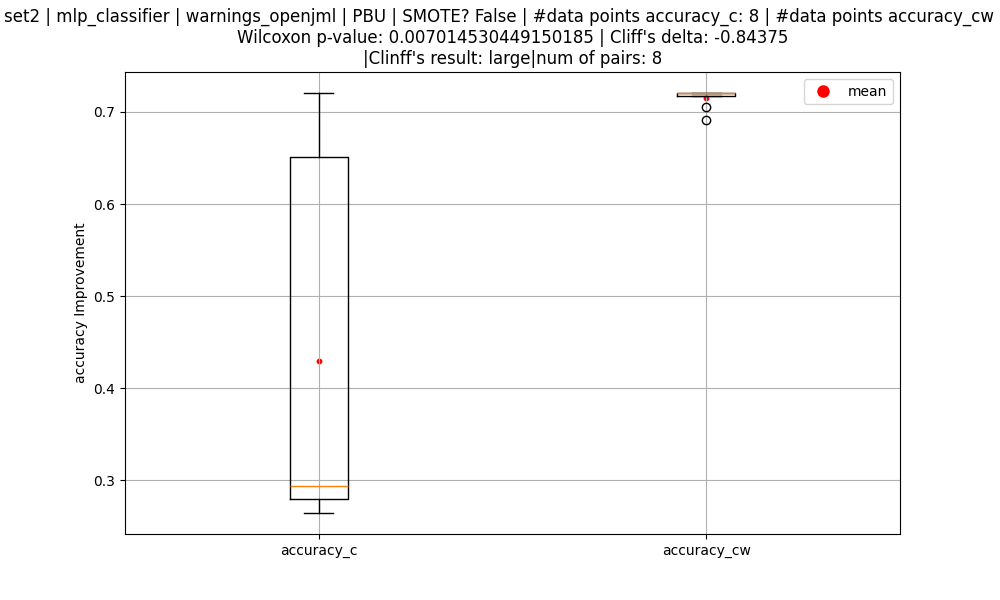 set2 | mlp_classifier | warnings_openjml | PBU | SMOTE? False | #data points accuracy_c: 8 | #data points accuracy_cw
Wilcoxon p-value: 0.007014530449150185 | Cliff's delta: -0.84375
|Clinff's result: large|num of pairs: 8
mean
0.7
0.6
0.5
0.4
0.3
accuracy Improvement
accuracy_c
accuracy_cw